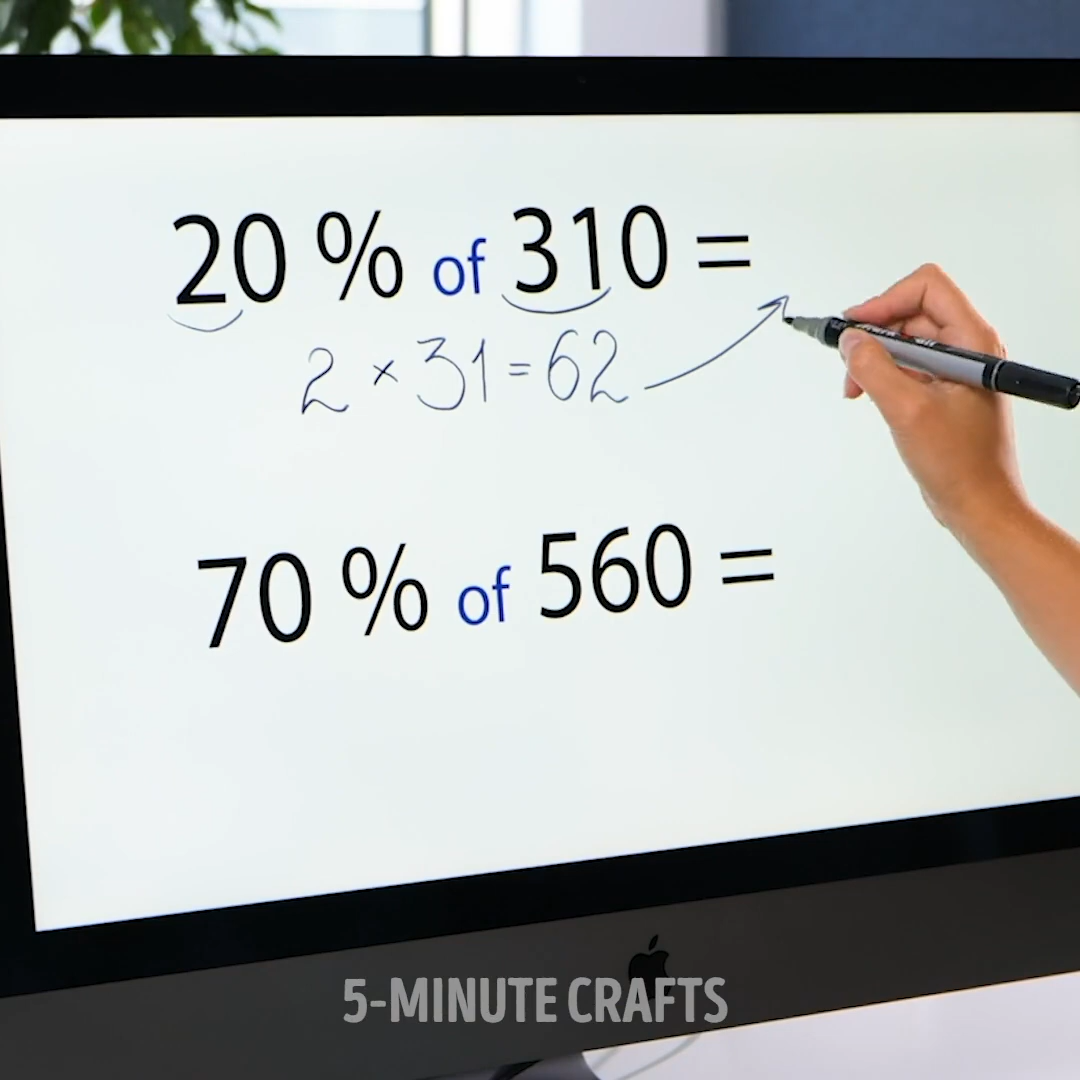 20 % of 310 =
2 × 31 = 62
70 % of 560 =
5-MINUTE CRAFTS